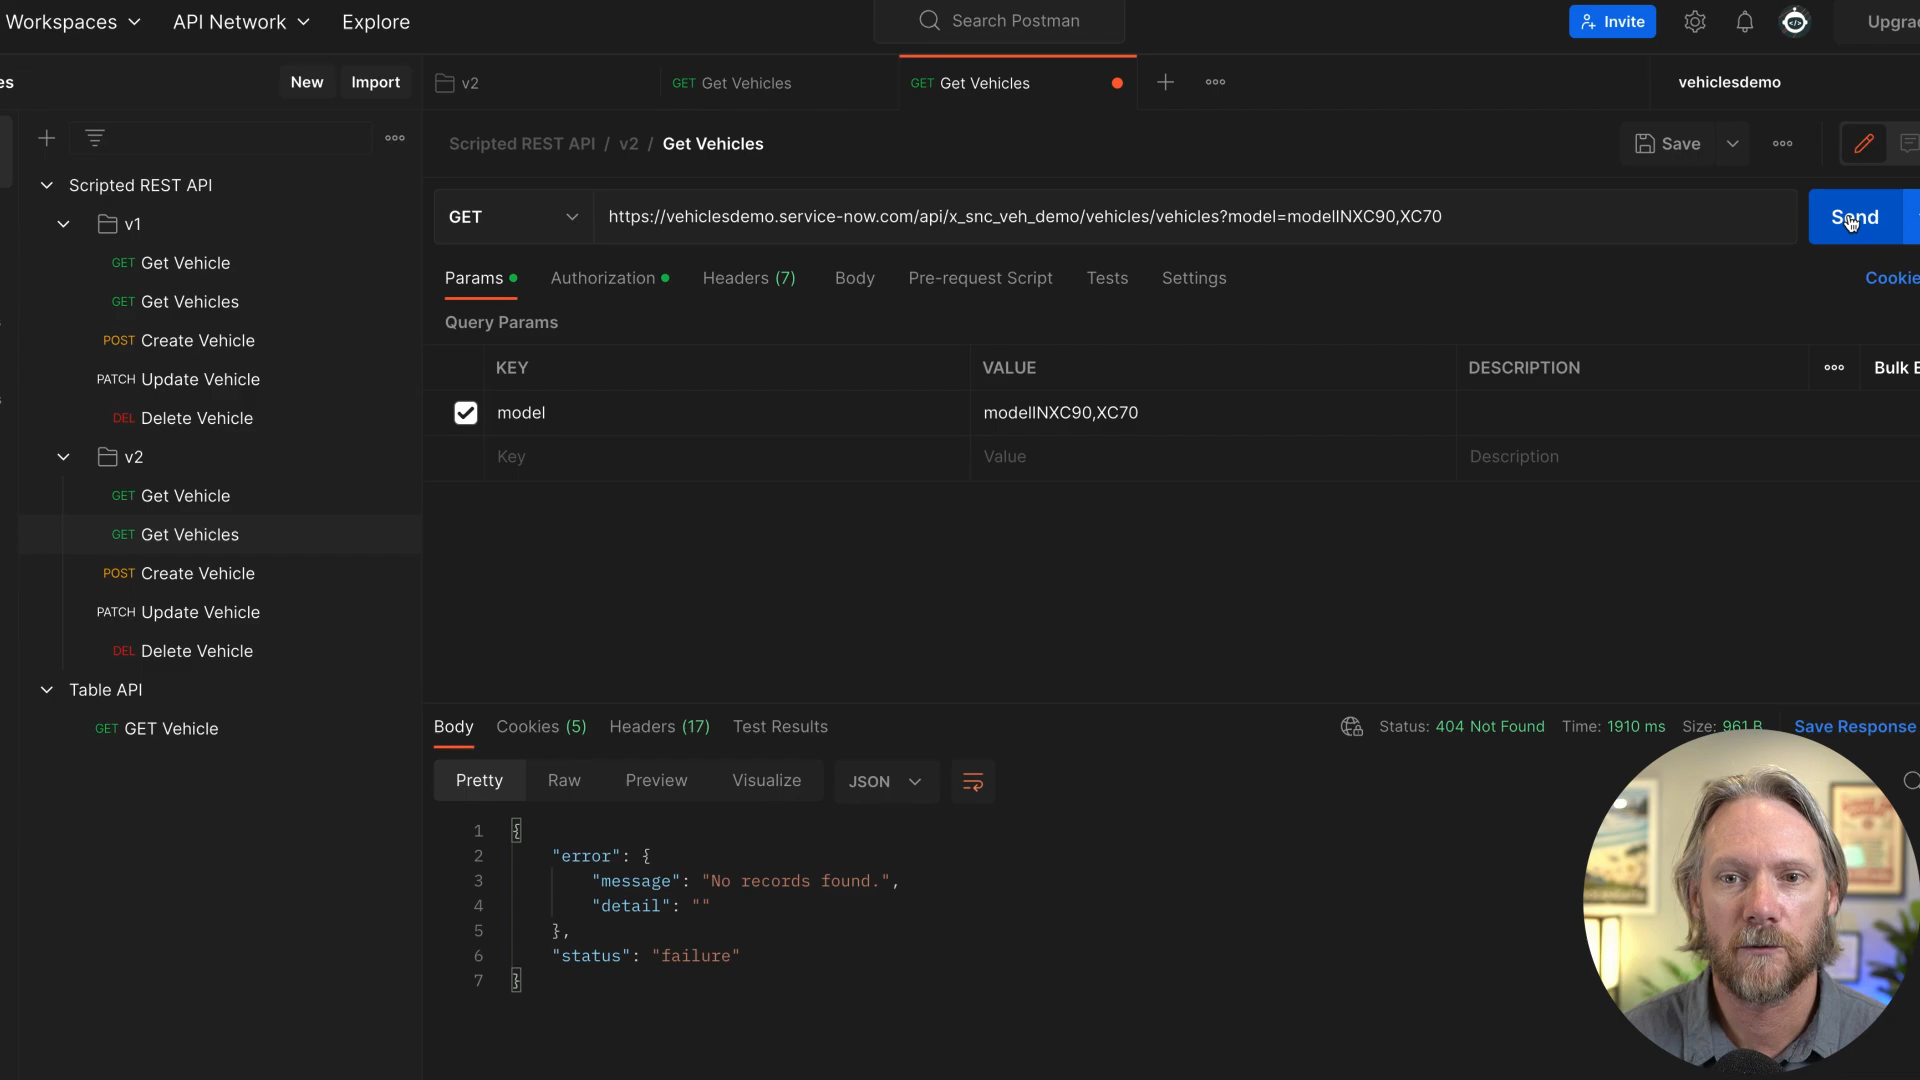 Workspaces API Network Explore Search Postman Invite Upgrad
es New Import v2 GET Get Vehicles GET Get Vehicles vehiclesdemo
Scripted REST API / v2 / Get Vehicles Save
Scripted REST API
v1
GET Get Vehicle
GET Get Vehicles
POST Create Vehicle
PATCH Update Vehicle
DEL Delete Vehicle
v2
GET Get Vehicle
GET Get Vehicles
POST Create Vehicle
PATCH Update Vehicle
DEL Delete Vehicle
Table API
GET GET Vehicle
GET https://vehiclesdemo.service-now.com/api/x_snc_veh_demo/vehicles/vehicles?model=modelINXC90,XC70 Send
Params Authorization Headers (7) Body Pre-request Script Tests Settings Cookie
Query Params
KEY VALUE DESCRIPTION Bulk E
model modelINXC90,XC70
Key Value Description
Body Cookies (5) Headers (17) Test Results Status: 404 Not Found Time: 1910 ms Size: 961 B Save Response
Pretty Raw Preview Visualize JSON
1 {
2 "error": {
3 "message": "No records found.",
4 "detail": ""
5 },
6 "status": "failure"
7 }